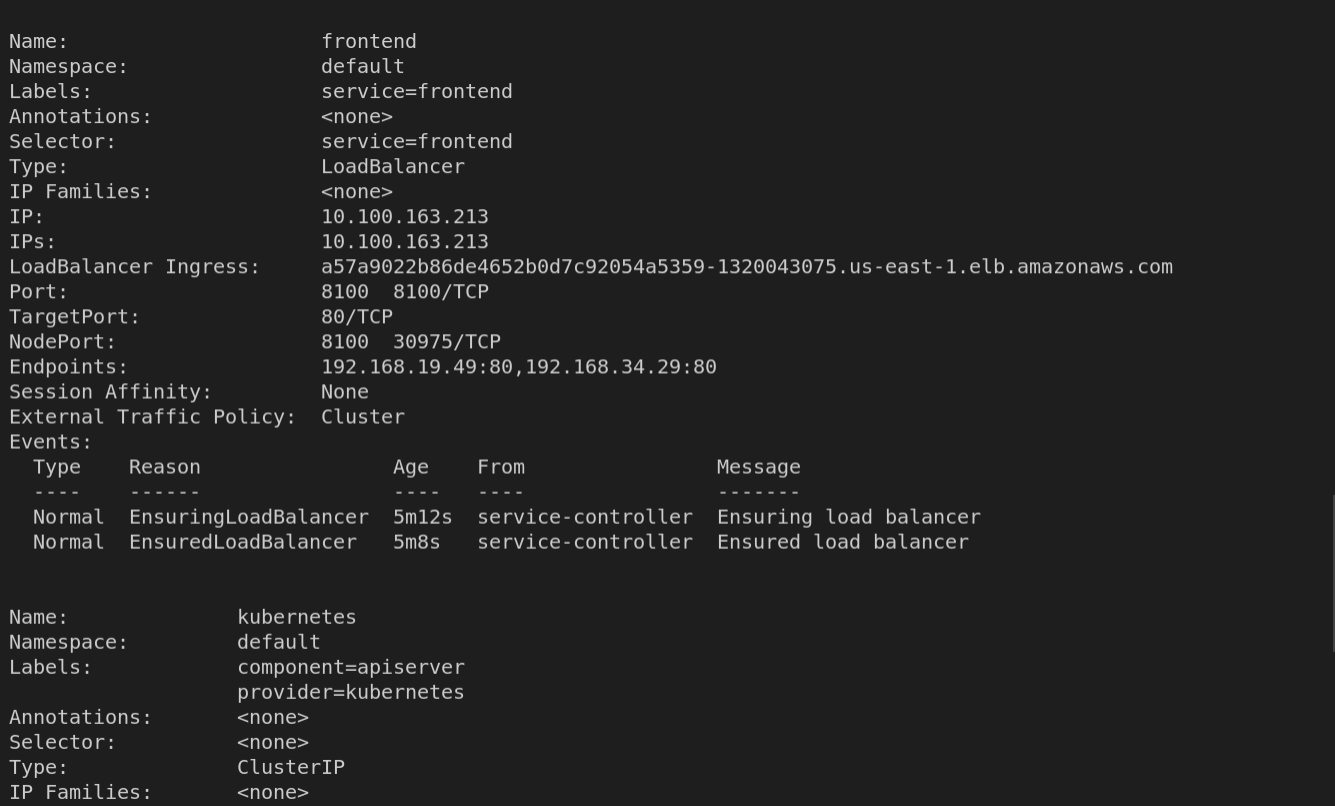 Name:                     frontend
Namespace:                default
Labels:                   service=frontend
Annotations:              <none>
Selector:                 service=frontend
Type:                     LoadBalancer
IP Families:              <none>
IP:                       10.100.163.213
IPs:                      10.100.163.213
LoadBalancer Ingress:     a57a9022b86de4652b0d7c92054a5359-1320043075.us-east-1.elb.amazonaws.com
Port:                     8100  8100/TCP
TargetPort:               80/TCP
NodePort:                 8100  30975/TCP
Endpoints:                192.168.19.49:80,192.168.34.29:80
Session Affinity:         None
External Traffic Policy:  Cluster
Events:
  Type    Reason                Age    From                Message
  ----    ------                ----   ----                -------
  Normal  EnsuringLoadBalancer  5m12s  service-controller  Ensuring load balancer
  Normal  EnsuredLoadBalancer   5m8s   service-controller  Ensured load balancer
Name:              kubernetes
Namespace:         default
Labels:            component=apiserver
                   provider=kubernetes
Annotations:       <none>
Selector:          <none>
Type:              ClusterIP
IP Families:       <none>